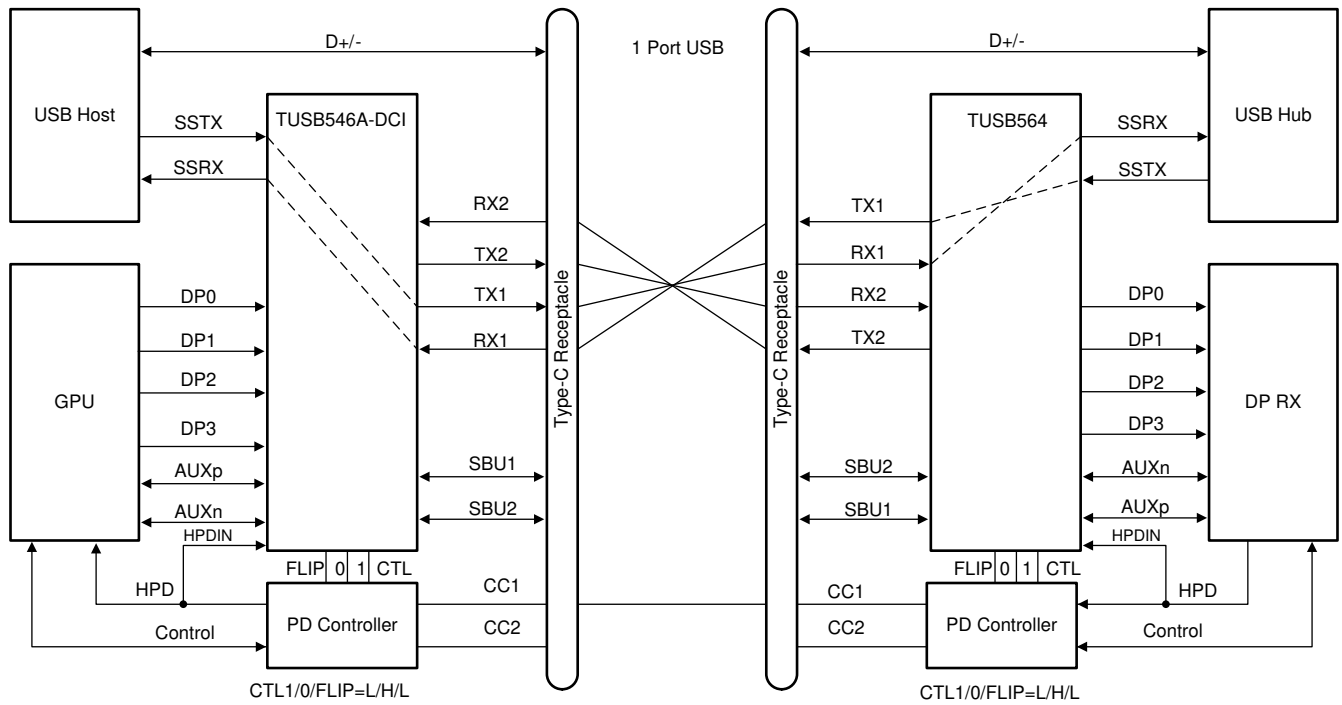 D+/-
1 Port USB
D+/-
USB Host
TUSB546A-DCI
TUSB564
USB Hub
SSTX
SSRX
SSRX
SSTX
RX2
TX2
TX1
RX1
TX1
RX1
RX2
TX2
Type-C Receptacle
Type-C Receptacle
GPU
DP0
DP1
DP2
DP3
AUXp
AUXn
HPDIN
SBU1
SBU2
SBU2
SBU1
DP0
DP1
DP2
DP3
AUXn
AUXp
HPDIN
DP RX
FLIP 0 1 CTL
FLIP 0 1 CTL
HPD
Control
PD Controller
CC1
CC2
CC1
CC2
PD Controller
HPD
Control
CTL1/0/FLIP=L/H/L
CTL1/0/FLIP=L/H/L